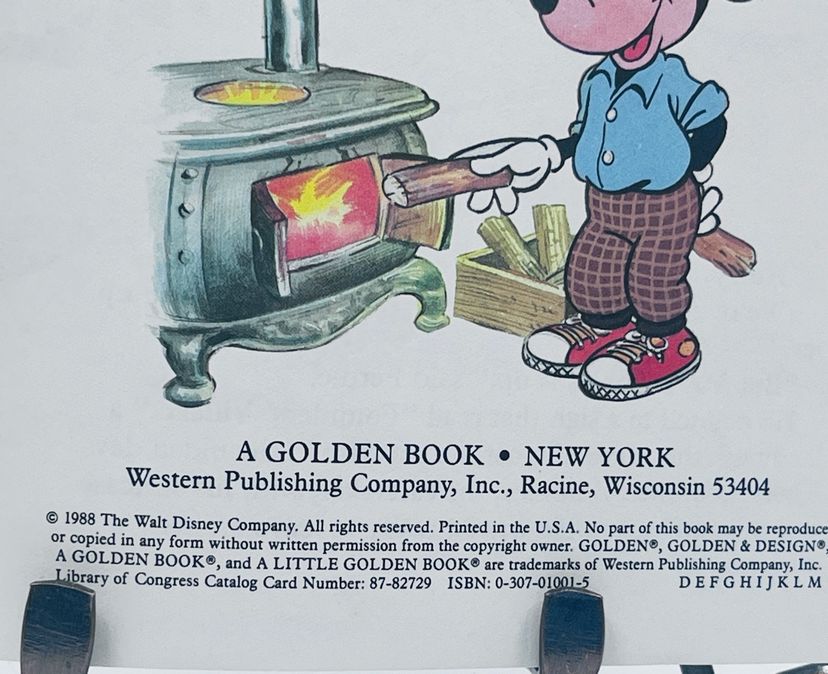 A GOLDEN BOOK • NEW YORK
Western Publishing Company, Inc., Racine, Wisconsin 53404
© 1988 The Walt Disney Company. All rights reserved. Printed in the U.S.A. No part of this book may be reproduce
or copied in any form without written permission from the copyright owner. GOLDEN®, GOLDEN & DESIGN®,
A GOLDEN BOOK®, and A LITTLE GOLDEN BOOK® are trademarks of Western Publishing Company, Inc.
Library of Congress Catalog Card Number: 87-82729 ISBN: 0-307-01001-5 D E F G H I J K L M